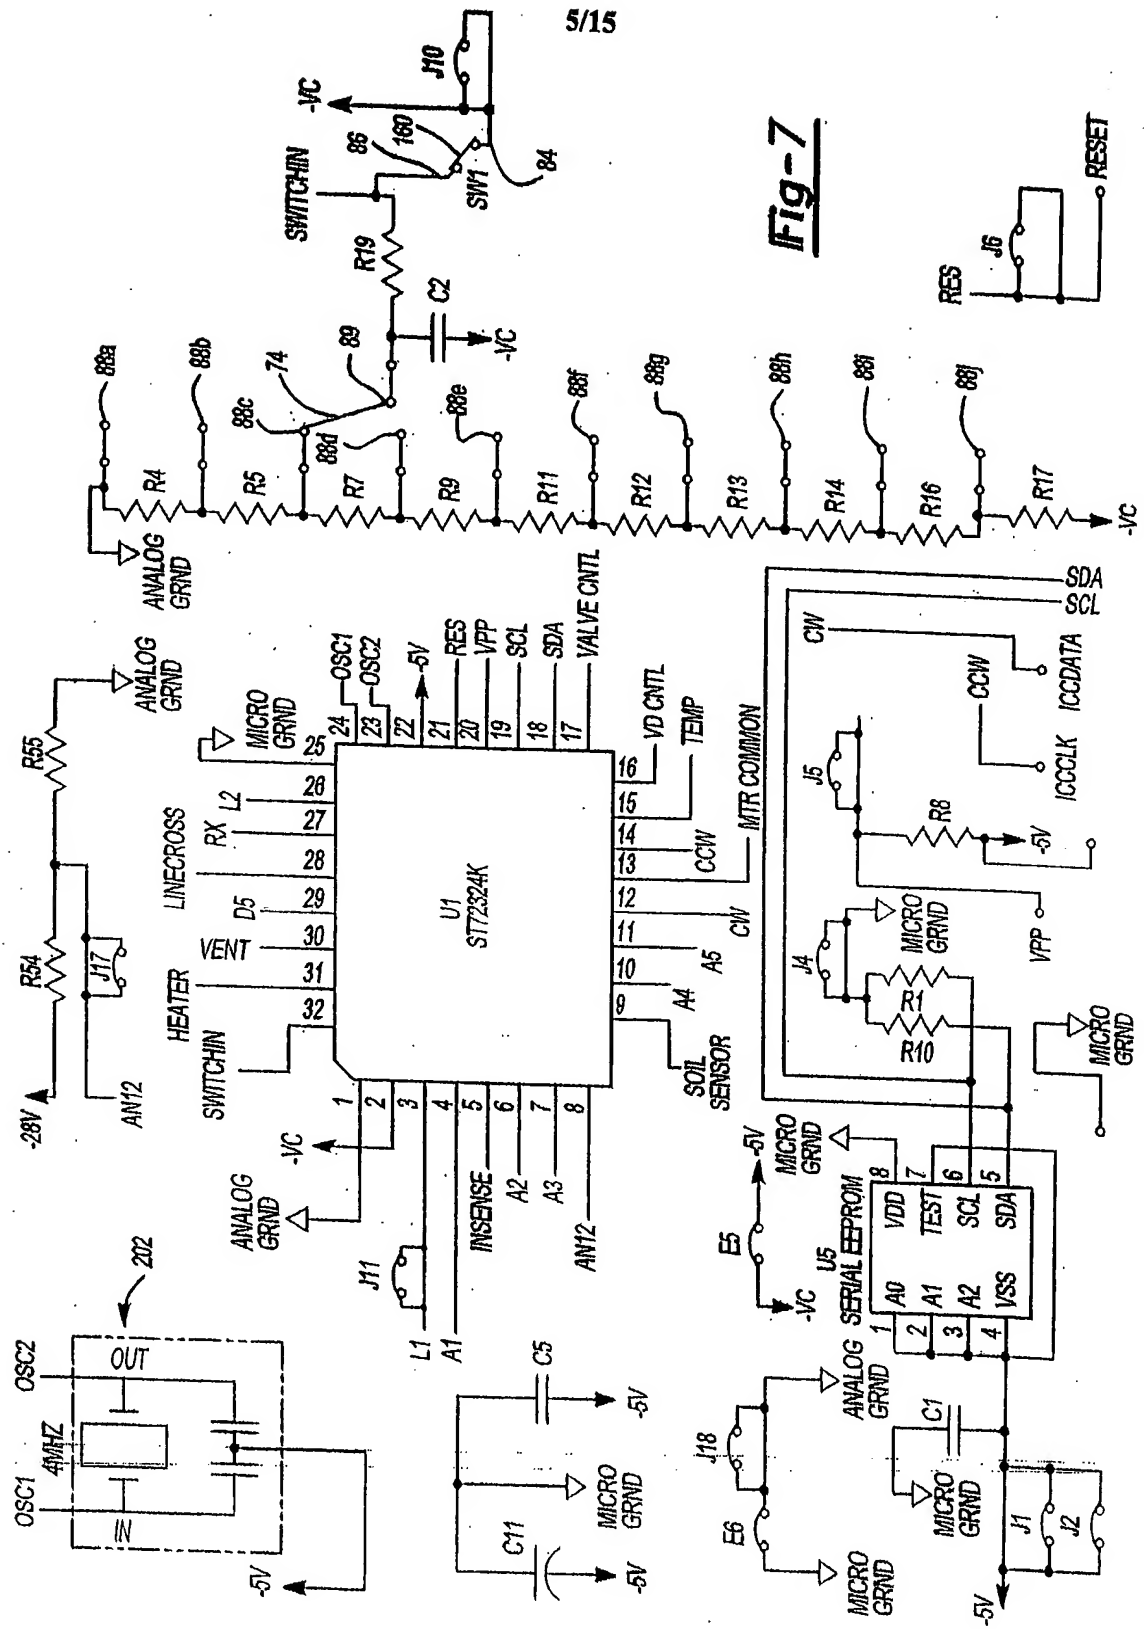 5/15
OSC1
OSC2
4MHZ
IN
OUT
202
-5V
-28V
R54
R55
J17
AN12
ANALOG
GRND
ANALOG
GRND
88a
R4
88b
R5
74
88c
89
R7
88d
R9
88e
R11
88f
R12
88g
R13
88h
R14
88i
R16
88j
R17
-VC
SWITCHIN
R19
C2
-VC
86
160
SW1
84
-VC
J10
Fig-7
RES
J6
RESET
SWITCHIN
HEATER
VENT
D5
LINECROSS
RX
L2
MICRO
GRND
32
31
30
29
28
27
26
25
ANALOG
GRND
-VC
J11
L1
A1
INSENSE
A2
A3
AN12
1
2
3
4
5
6
7
8
U1
ST72324K
24
23
22
21
20
19
18
17
OSC1
OSC2
-5V
RES
VPP
SCL
SDA
VALVE CNTL
9
10
11
12
13
14
15
16
SOIL
SENSOR
A4
A5
CW
MTR COMMON
CCW
TEMP
VD CNTL
C11
C5
-5V
MICRO
GRND
-5V
MICRO
GRND
E6
J18
ANALOG
GRND
-VC
E5
-5V
U5
SERIAL EEPROM
A0
A1
A2
VSS
VDD
TEST
SCL
SDA
1
2
3
4
8
7
6
5
MICRO
GRND
MICRO
GRND
C1
J1
J2
-5V
R10
R1
J4
MICRO
GRND
MICRO
GRND
VPP
J5
R8
-5V
CCW
ICCCLK
CW
ICCDATA
SCL
SDA